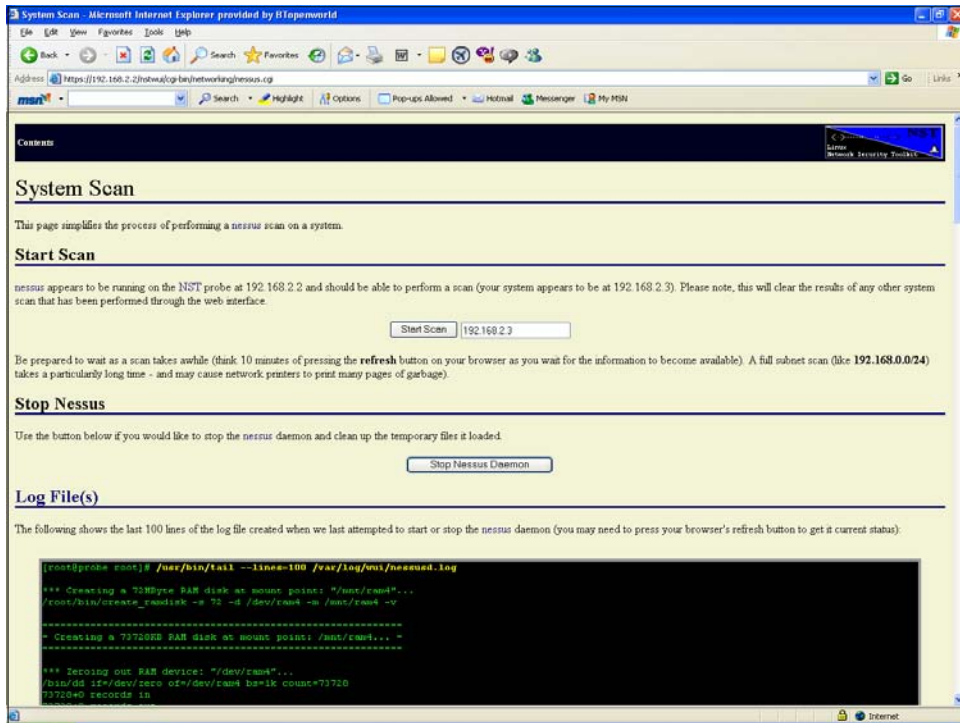 System Scan - Microsoft Internet Explorer provided by BTopenworld
File Edit View Favorites Tools Help
Back Search Favorites
Address https://192.168.2.2/nstwui/cgi-bin/networking/nessus.cgi Go Links
msn Search Highlight Options Pop-ups Allowed Hotmail Messenger My MSN
Contents
NST
Linux
Network Security Toolkit
System Scan
This page simplifies the process of performing a nessus scan on a system.
Start Scan
nessus appears to be running on the NST probe at 192.168.2.2 and should be able to perform a scan (your system appears to be at 192.168.2.3). Please note, this will clear the results of any other system
scan that has been performed through the web interface.
Start Scan 192.168.2.3
Be prepared to wait as a scan takes awhile (think 10 minutes of pressing the refresh button on your browser as you wait for the information to become available). A full subnet scan (like 192.168.0.0/24)
takes a particularily long time - and may cause network printers to print many pages of garbage).
Stop Nessus
Use the button below if you would like to stop the nessus daemon and clean up the temporary files it loaded.
Stop Nessus Daemon
Log File(s)
The following shows the last 100 lines of the log file created when we last attempted to start or stop the nessus daemon (you may need to press your browser's refresh button to get it current status):
[root@probe root]# /usr/bin/tail --lines=100 /var/log/wui/nessusd.log
*** Creating a 72MByte RAM disk at mount point: "/mnt/ram4"...
/root/bin/create_ramdisk -s 72 -d /dev/ram4 -m /mnt/ram4 -v
= Creating a 73728KB RAM disk at mount point: /mnt/ram4... =
*** Zeroing out RAM device: "/dev/ram4"...
/bin/dd if=/dev/zero of=/dev/ram4 bs=1k count=73728
73728+0 records in
73728+0 records out
Internet